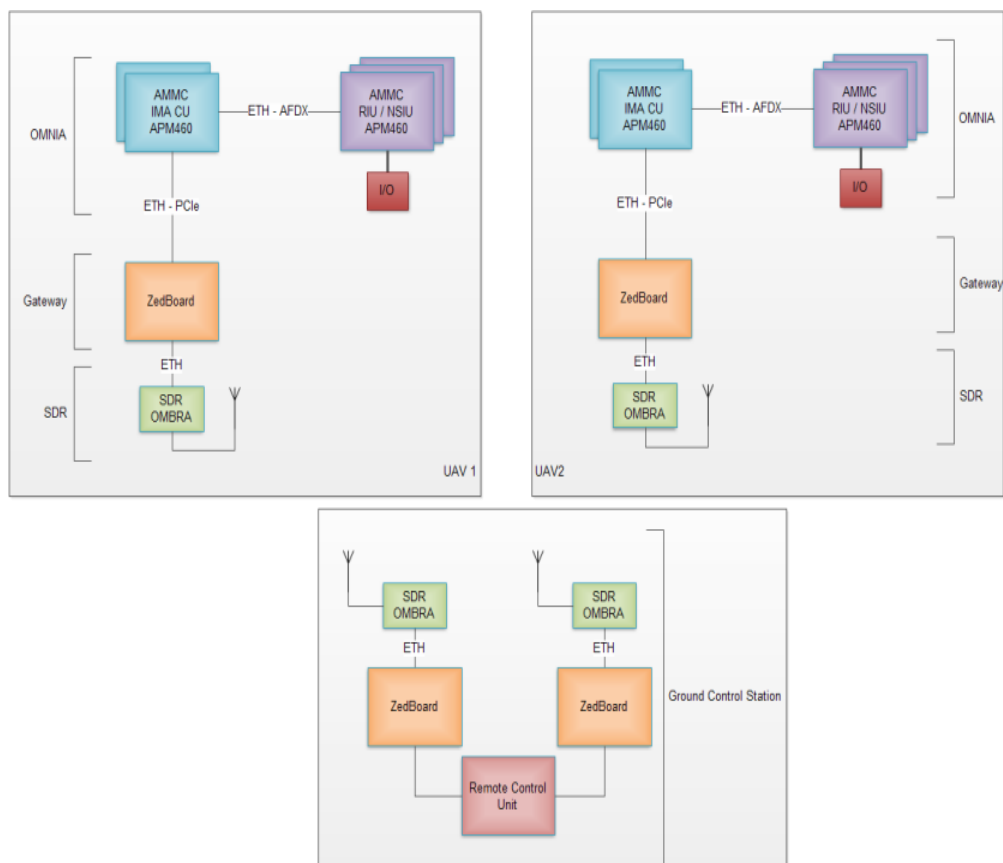 OMNIA
AMMC
IMA CU
APM460
ETH - AFDX
AMMC
RIU / NSIU
APM460
I/O
ETH - PCIe
Gateway
ZedBoard
ETH
SDR
SDR
OMBRA
UAV 1
AMMC
IMA CU
APM460
ETH - AFDX
AMMC
RIU / NSIU
APM460
OMNIA
I/O
ETH - PCIe
ZedBoard
Gateway
ETH
SDR
OMBRA
SDR
UAV2
SDR
OMBRA
SDR
OMBRA
ETH
ETH
ZedBoard
ZedBoard
Ground Control Station
Remote Control
Unit